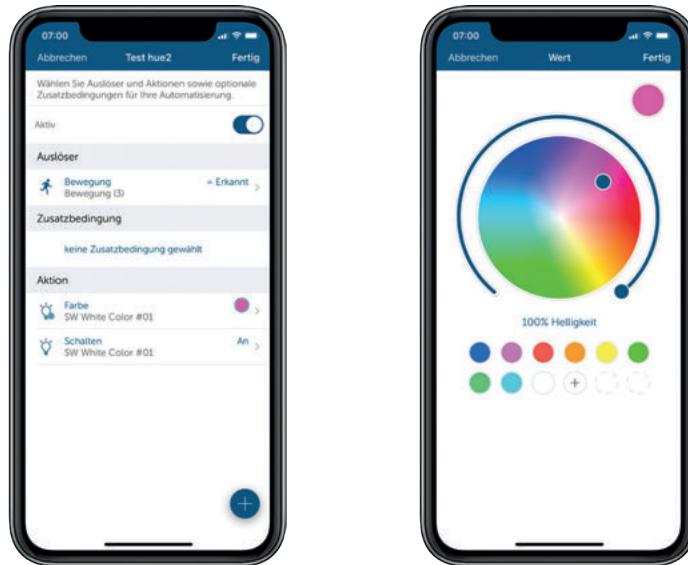 07:00
Abbrechen Test hue2 Fertig
Wählen Sie Auslöser und Aktionen sowie optionale
Zusatzbedingungen für Ihre Automatisierung.
Aktiv
Auslöser
Bewegung = Erkannt
Bewegung (3)
Zusatzbedingung
keine Zusatzbedingung gewählt
Aktion
Farbe
SW White Color #01
Schalten An
SW White Color #01
07:00
Abbrechen Wert Fertig
100% Helligkeit